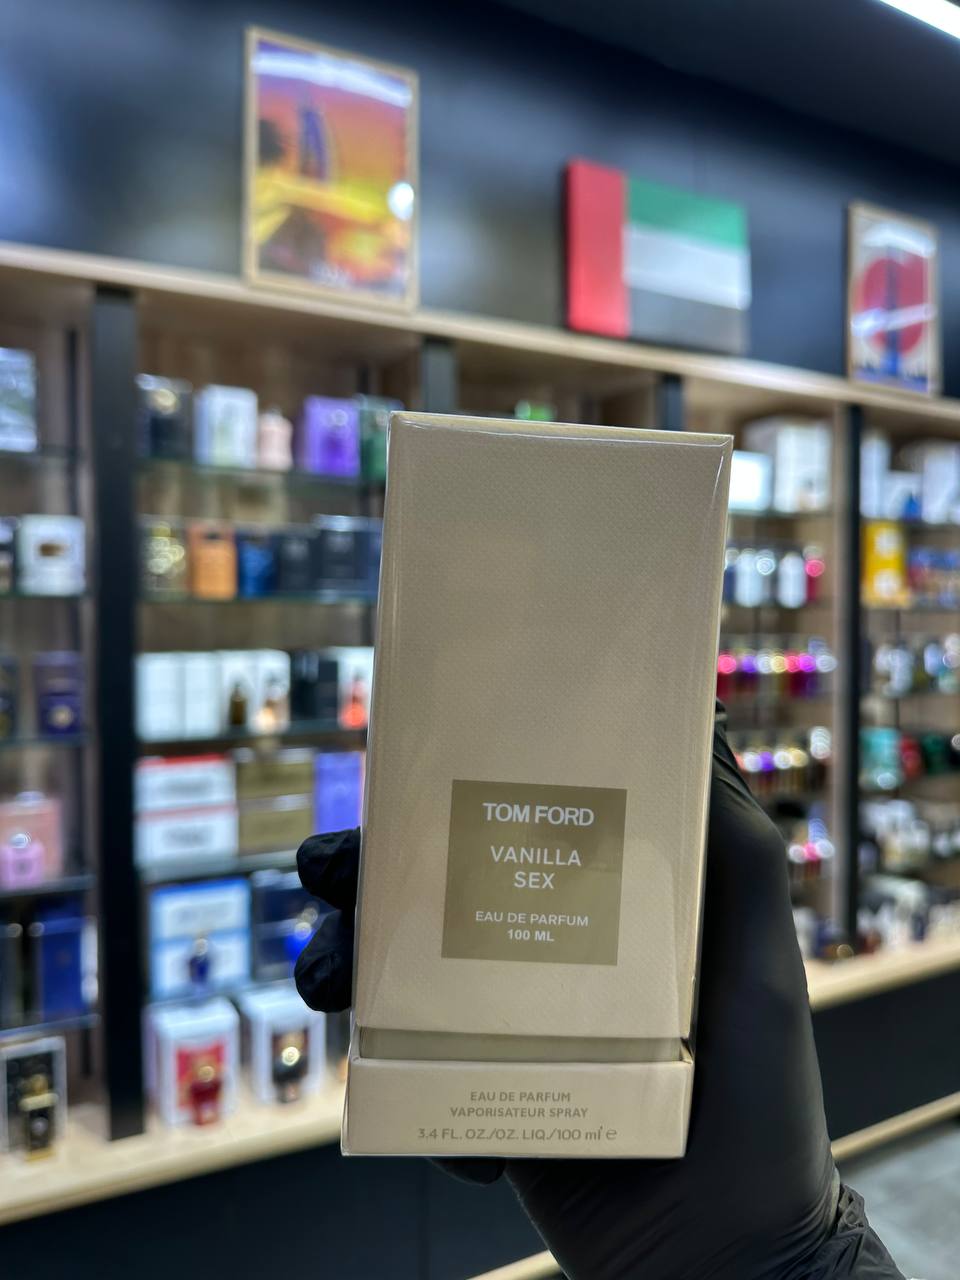 TOM FORD
VANILLA
SEX
EAU DE PARFUM
100 ML
EAU DE PARFUM
VAPORISATEUR SPRAY
3.4 FL. OZ./OZ. LIQ./100 ml ℮